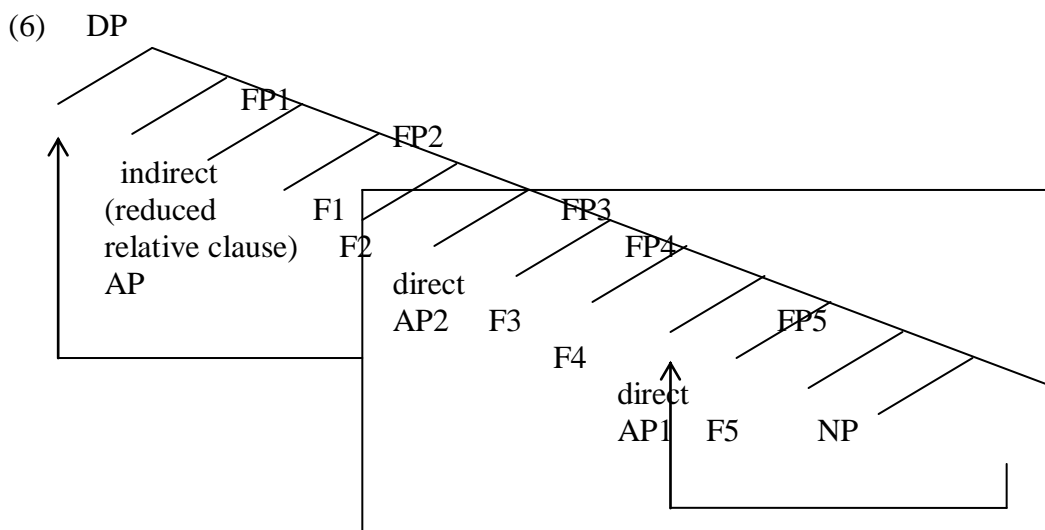 (6) DP
FP1
FP2
indirect
(reduced F1 FP3
relative clause) F2 FP4
AP direct
AP2 F3 FP5
F4
direct
AP1 F5 NP